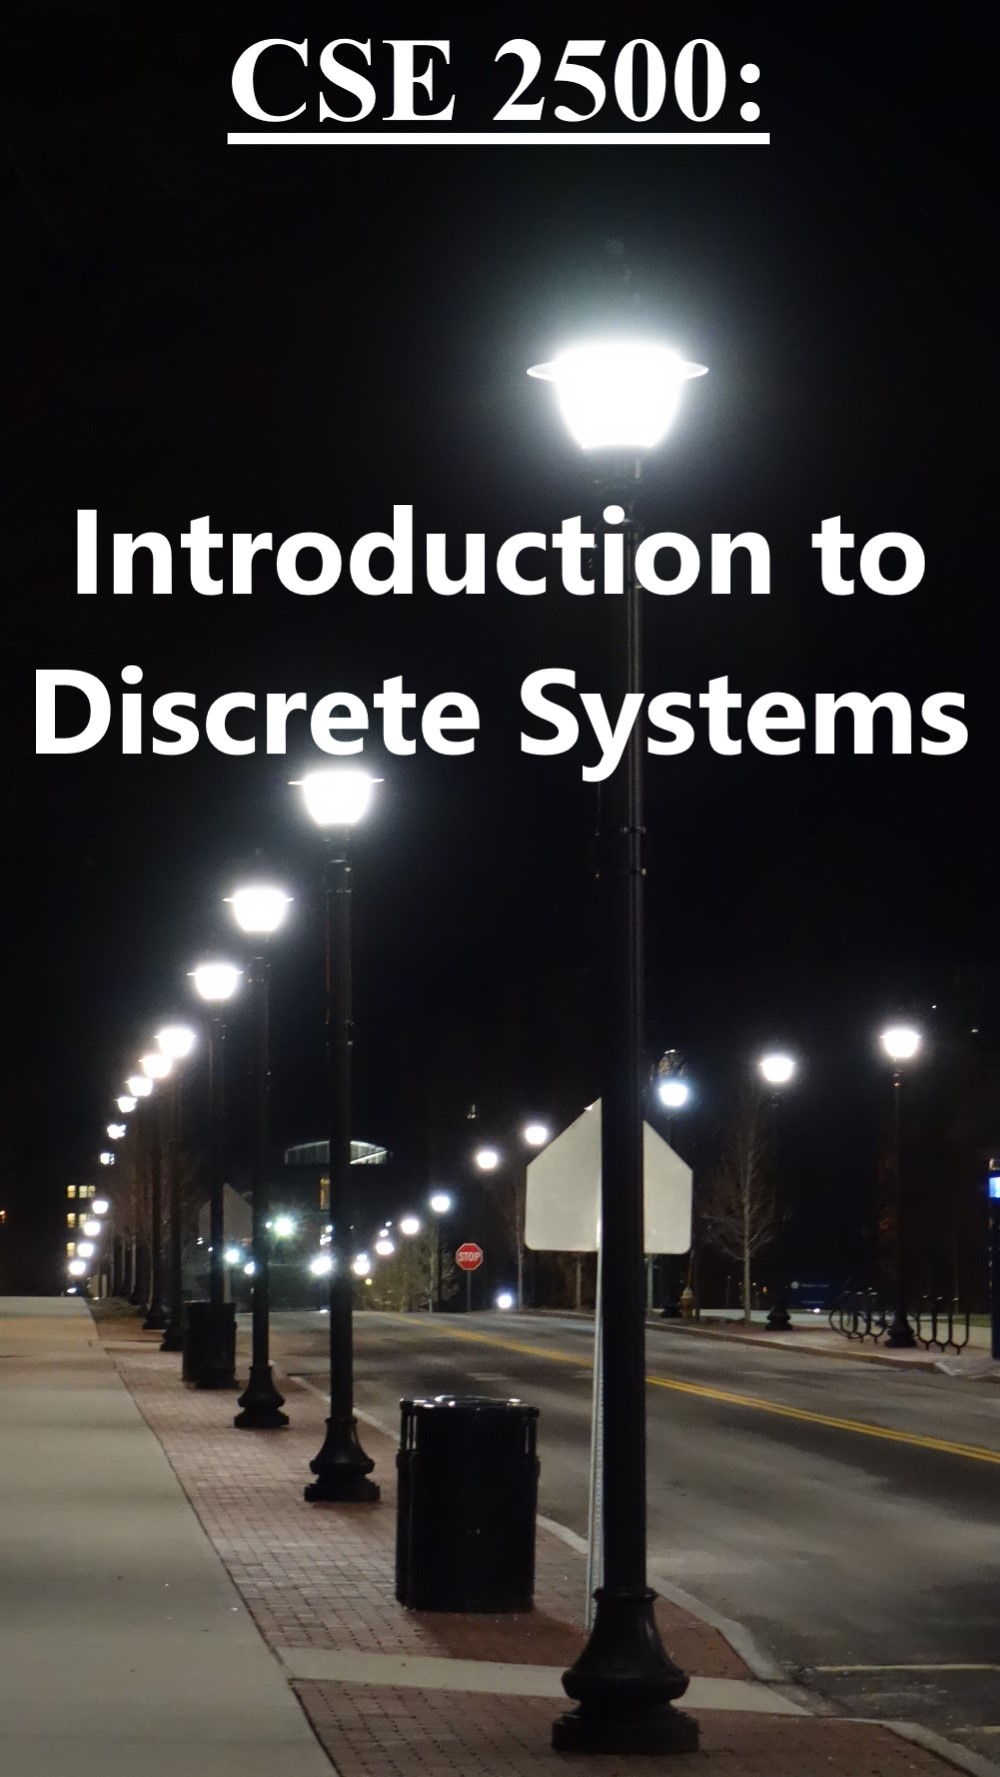 CSE 2500:
Introduction to
Discrete Systems
STOP